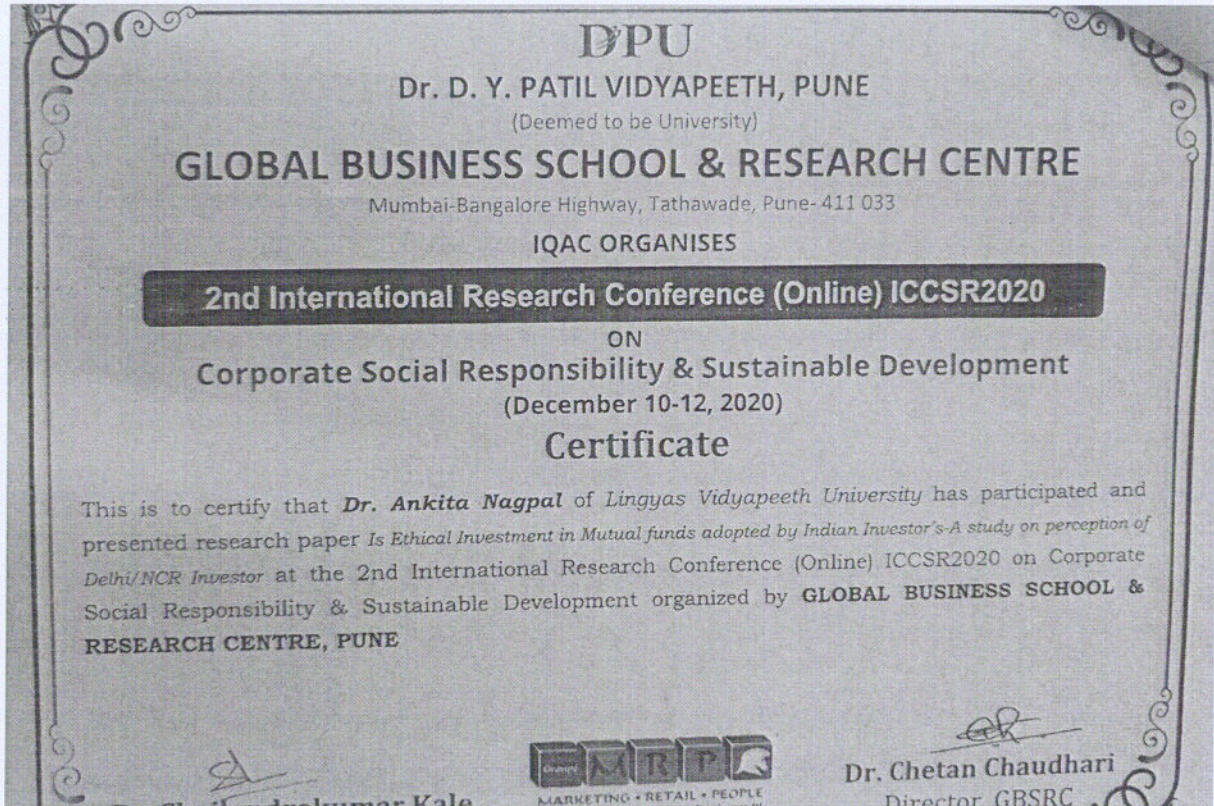 DPU
Dr. D. Y. PATIL VIDYAPEETH, PUNE
(Deemed to be University)
GLOBAL BUSINESS SCHOOL & RESEARCH CENTRE
Mumbai-Bangalore Highway, Tathawade, Pune- 411 033
IQAC ORGANISES
2nd International Research Conference (Online) ICCSR2020
ON
Corporate Social Responsibility & Sustainable Development
(December 10-12, 2020)
Certificate
This is to certify that Dr. Ankita Nagpal of Lingyas Vidyapeeth University has participated and
presented research paper Is Ethical Investment in Mutual funds adopted by Indian Investor's-A study on perception of
Delhi/NCR Investor at the 2nd International Research Conference (Online) ICCSR2020 on Corporate
Social Responsibility & Sustainable Development organized by GLOBAL BUSINESS SCHOOL &
RESEARCH CENTRE, PUNE
Group MRP
MARKETING • RETAIL • PEOPLE
Kale
Dr. Chetan Chaudhari
Director, GBSRC